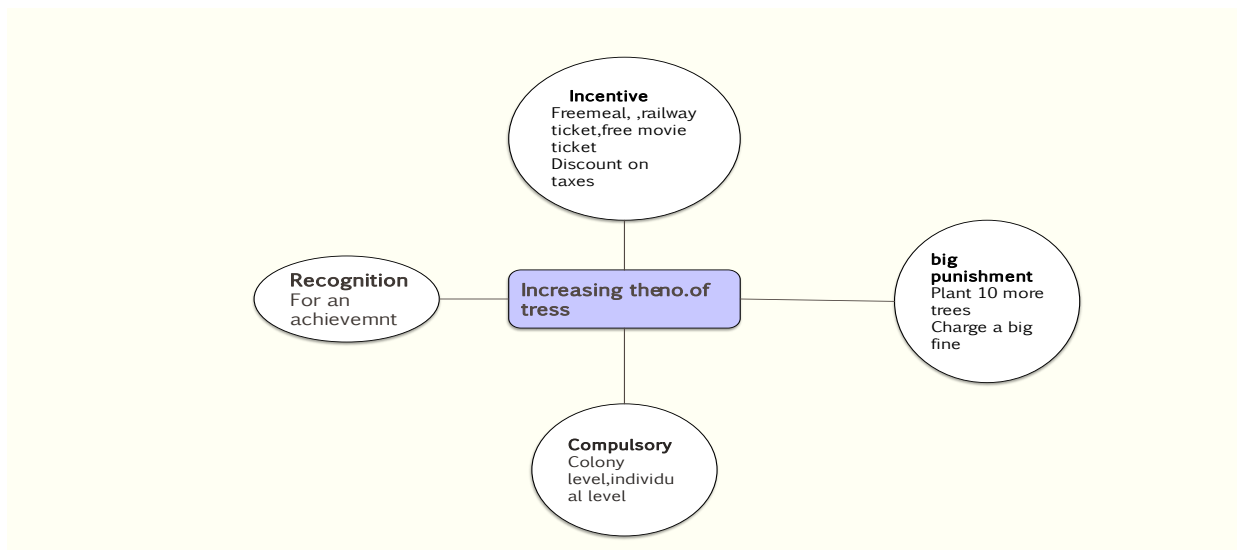 Incentive
Freemeal, ,railway
ticket,free movie
ticket
Discount on
taxes
Recognition
For an
achievemnt
Increasing theno.of
tress
big
punishment
Plant 10 more
trees
Charge a big
fine
Compulsory
Colony
level,individu
al level